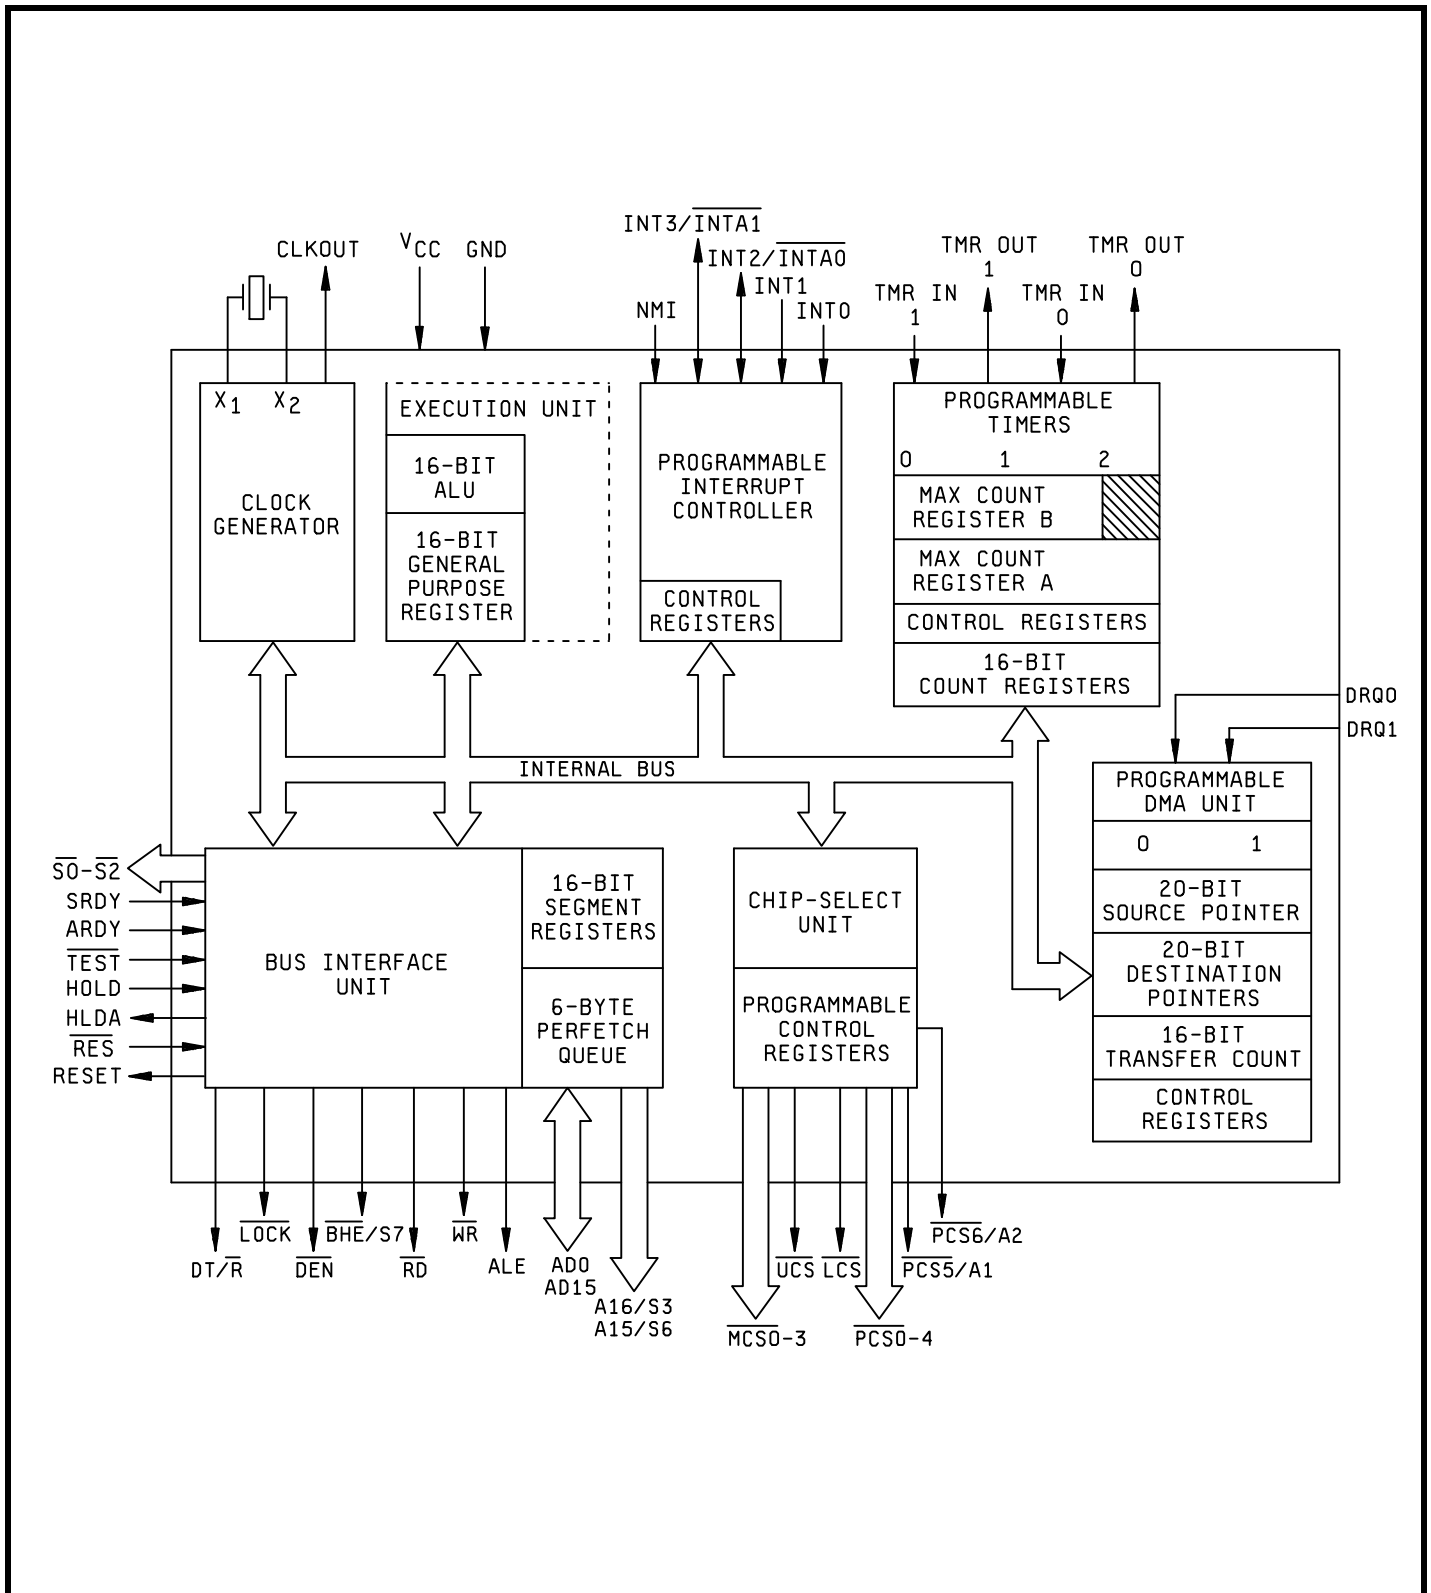 INT3/INTA1
CLKOUT
VCC
GND
INT2/INTA0
TMR OUT
1
TMR OUT
0
NMI
INT1
INT0
TMR IN
1
TMR IN
0
X1
X2
CLOCK
GENERATOR
EXECUTION UNIT
16-BIT
ALU
16-BIT
GENERAL
PURPOSE
REGISTER
PROGRAMMABLE
INTERRUPT
CONTROLLER
CONTROL
REGISTERS
PROGRAMMABLE
TIMERS
0 1 2
MAX COUNT
REGISTER B
MAX COUNT
REGISTER A
CONTROL REGISTERS
16-BIT
COUNT REGISTERS
DRQ0
DRQ1
INTERNAL BUS
PROGRAMMABLE
DMA UNIT
0 1
20-BIT
SOURCE POINTER
20-BIT
DESTINATION
POINTERS
16-BIT
TRANSFER COUNT
CONTROL
REGISTERS
S0-S2
SRDY
ARDY
TEST
HOLD
HLDA
RES
RESET
BUS INTERFACE
UNIT
16-BIT
SEGMENT
REGISTERS
6-BYTE
PERFETCH
QUEUE
CHIP-SELECT
UNIT
PROGRAMMABLE
CONTROL
REGISTERS
DT/R
LOCK
DEN
BHE/S7
RD
WR
ALE
AD0
AD15
A16/S3
A15/S6
MCS0-3
UCS
LCS
PCS0-4
PCS5/A1
PCS6/A2